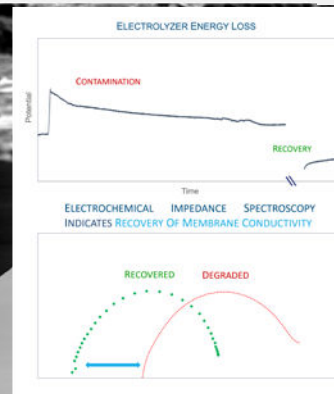 ELECTROLYZER ENERGY LOSS
CONTAMINATION
Potential
RECOVERY
Time
ELECTROCHEMICAL IMPEDANCE SPECTROSCOPY
INDICATES RECOVERY OF MEMBRANE CONDUCTIVITY
RECOVERED DEGRADED